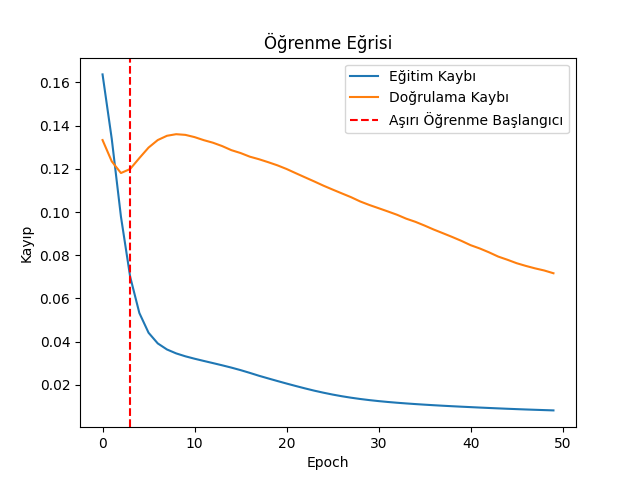 Öğrenme Eğrisi
Eğitim Kaybı
Doğrulama Kaybı
Aşırı Öğrenme Başlangıcı
Kayıp
0.16
0.14
0.12
0.10
0.08
0.06
0.04
0.02
0 10 20 30 40 50
Epoch